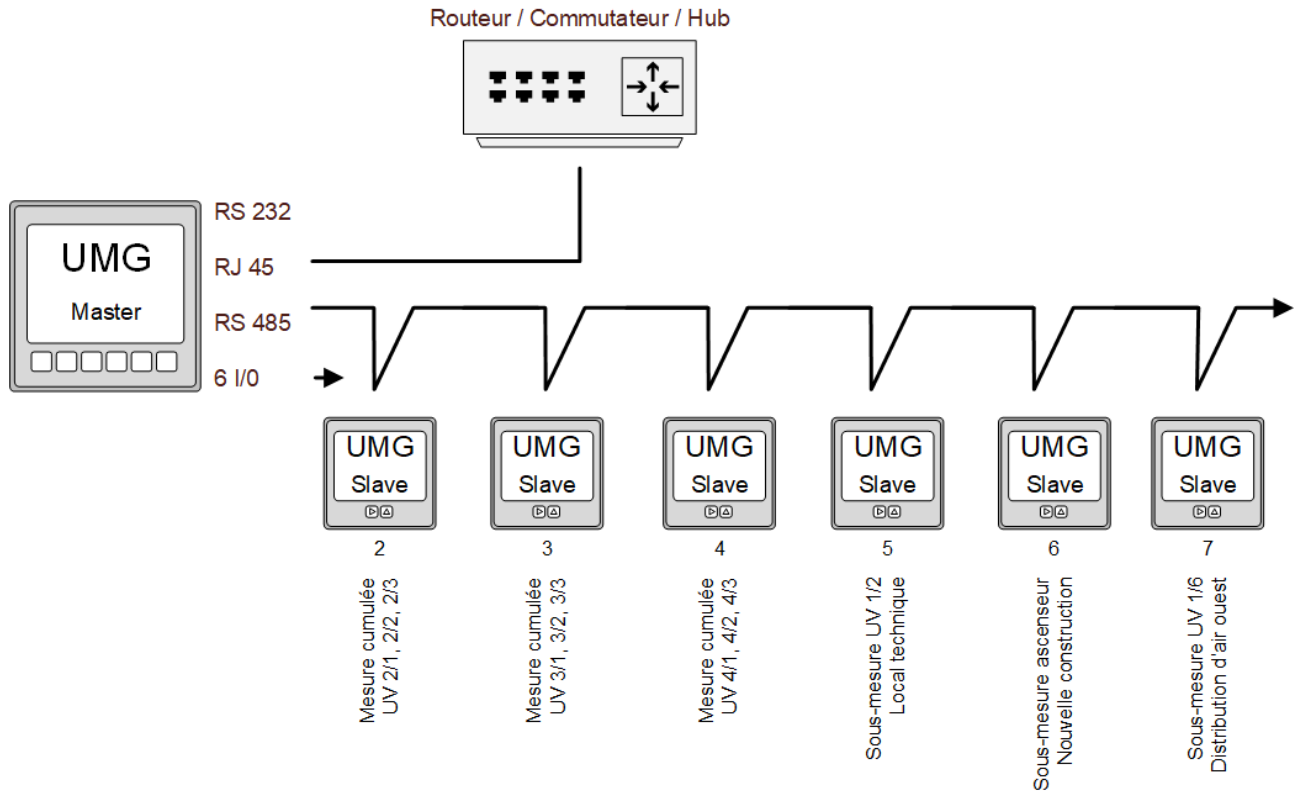 Routeur / Commutateur / Hub
UMG
Master
RS 232
RJ 45
RS 485
6 I/0
UMG
Slave
2
Mesure cumulée
UV 2/1, 2/2, 2/3
UMG
Slave
3
Mesure cumulée
UV 3/1, 3/2, 3/3
UMG
Slave
4
Mesure cumulée
UV 4/1, 4/2, 4/3
UMG
Slave
5
Sous-mesure UV 1/2
Local technique
UMG
Slave
6
Sous-mesure ascenseur
Nouvelle construction
UMG
Slave
7
Sous-mesure UV 1/6
Distribution d'air ouest